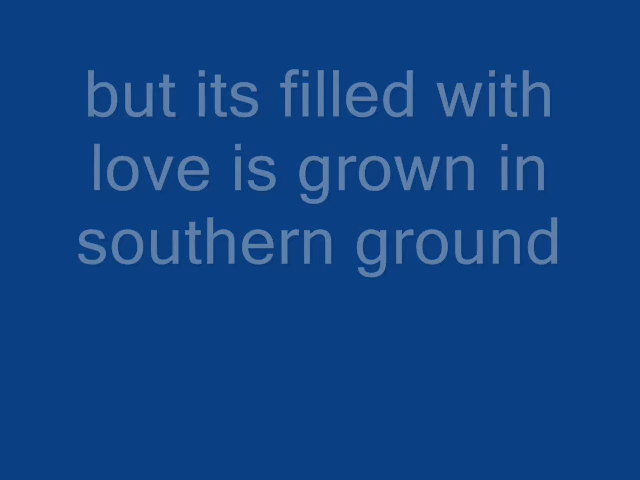 but its filled with
love is grown in
southern ground